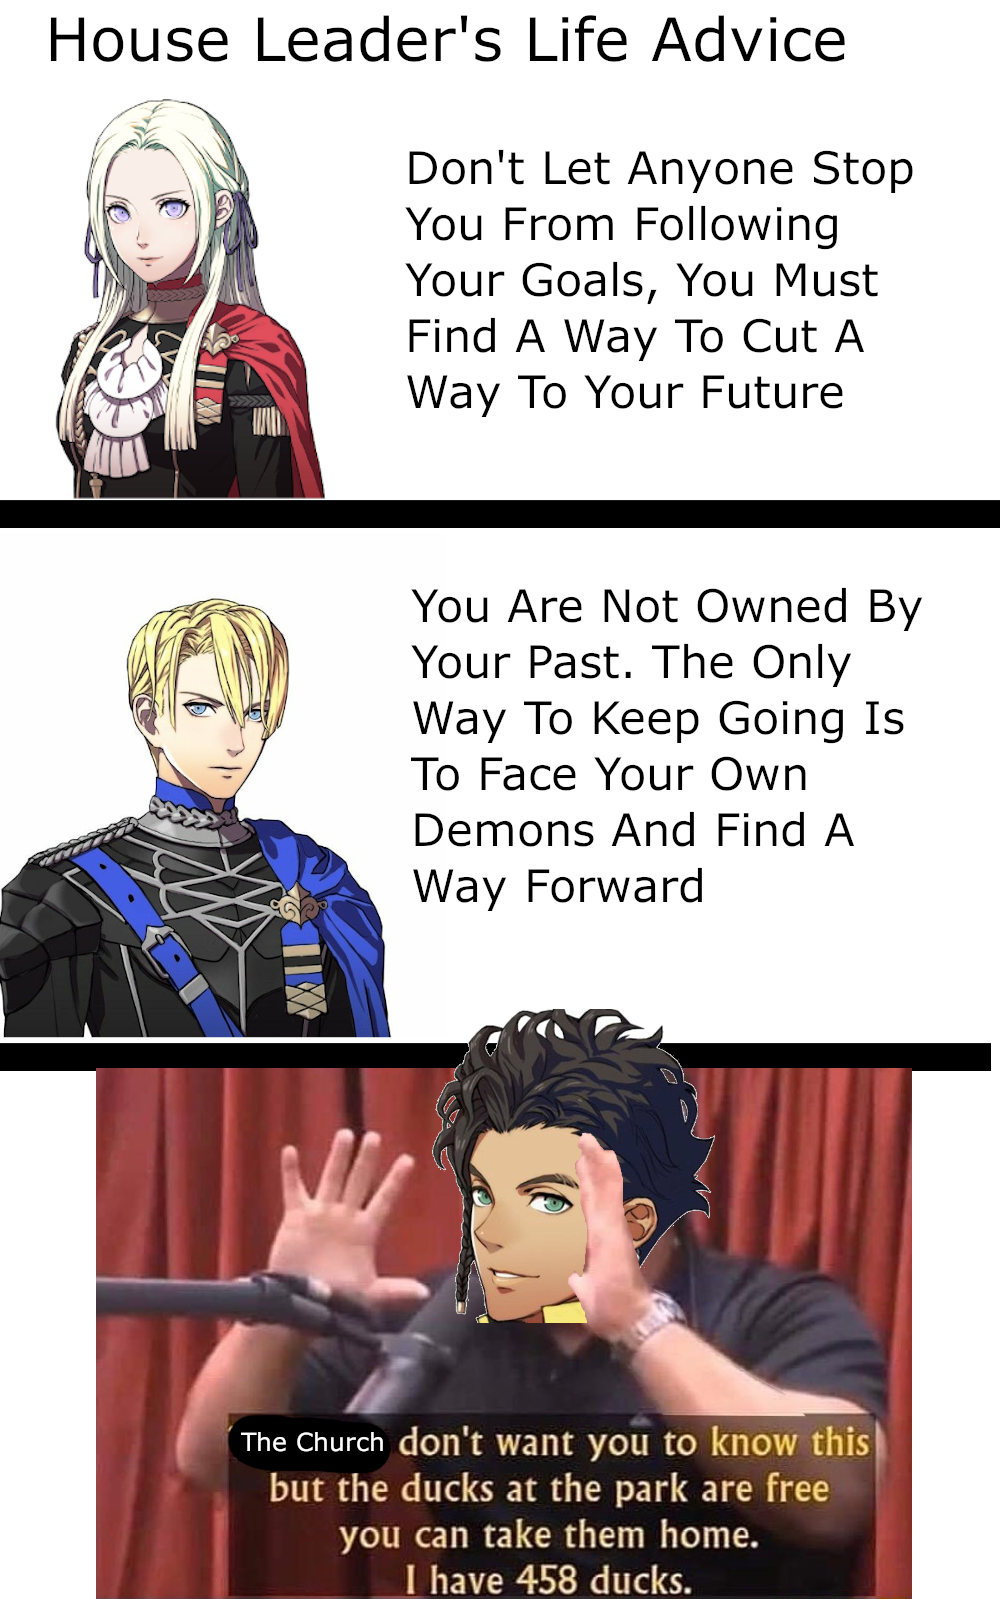 House Leader's Life Advice
Don't Let Anyone Stop
You From Following
Your Goals, You Must
Find A Way To Cut A
Way To Your Future
You Are Not Owned By
Your Past. The Only
Way To Keep Going Is
To Face Your Own
Demons And Find A
Way Forward
The Church don't want you to know this
but the ducks at the park are free
you can take them home.
I have 458 ducks.